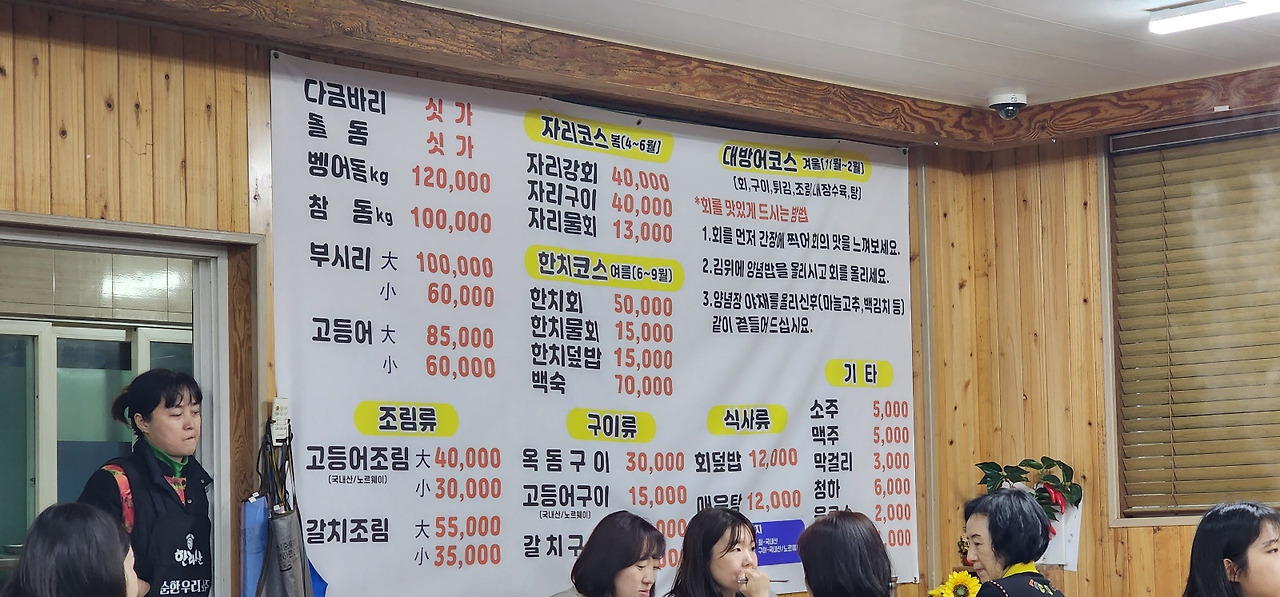 다금바리 싯가
돌 돔 싯가
벵어돔kg 120,000
참 돔kg 100,000
부시리 大 100,000
小 60,000
고등어 大 85,000
小 60,000
자리코스 봄(4~6월)
자리강회 40,000
자리구이 40,000
자리물회 13,000
한치코스 여름(6~9월)
한치회 50,000
한치물회 15,000
한치덮밥 15,000
백숙 70,000
대방어코스 겨울(11월~2월)
(회,구이,튀김,조림,내장수육,탕)
*회를 맛있게 드시는 방법
1.회를 먼저 간장에 찍어 회의 맛을 느껴보세요.
2.김위에 양념밥을 올리시고 회를 올리세요.
3.양념장 야채를 올리신후(마늘고추,백김치 등)
같이 곁들어 드십시요.
조림류
고등어조림 大 40,000
(국내산/노르웨이)
小 30,000
갈치조림 大 55,000
小 35,000
구이류
옥돔구이 30,000
고등어구이 15,000
(국내산/노르웨이)
갈치구
식사류
회덮밥 12,000
매운탕 12,000
기 타
소주 5,000
맥주 5,000
막걸리 3,000
청하 6,000
2,000
한라산
순한우리